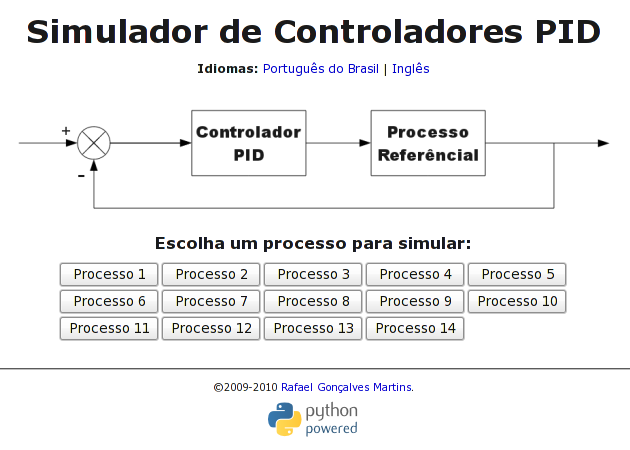 Simulador de Controladores PID
Idiomas: Português do Brasil | Inglês
+
Controlador
PID
Processo
Referêncial
-
Escolha um processo para simular:
Processo 1 Processo 2 Processo 3 Processo 4 Processo 5
Processo 6 Processo 7 Processo 8 Processo 9 Processo 10
Processo 11 Processo 12 Processo 13 Processo 14
©2009-2010 Rafael Gonçalves Martins.
python
powered